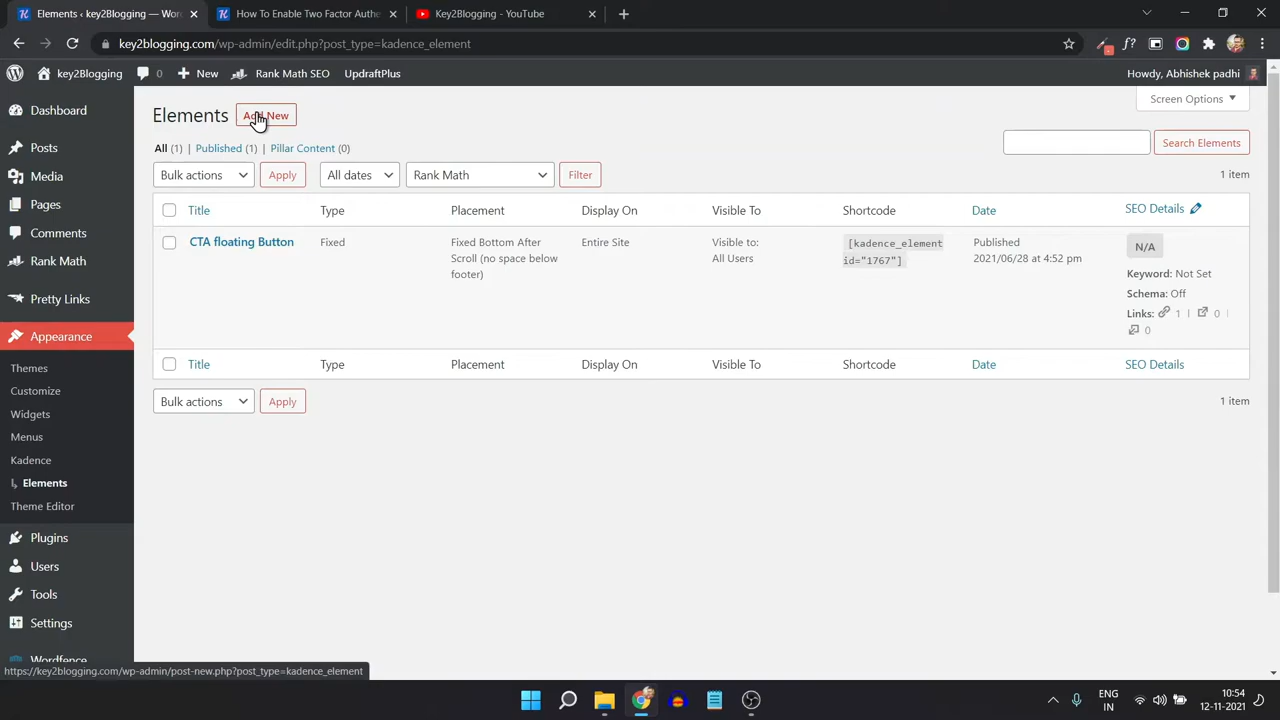 Elements ‹ key2blogging — Wor
How To Enable Two Factor Authe
Key2Blogging - YouTube
key2blogging.com/wp-admin/edit.php?post_type=kadence_element
key2Blogging
0
New
Rank Math SEO
UpdraftPlus
Howdy, Abhishek padhi
Dashboard
Posts
Media
Pages
Comments
Rank Math
Pretty Links
Appearance
Themes
Customize
Widgets
Menus
Kadence
Elements
Theme Editor
Plugins
Users
Tools
Settings
Wordfence
Screen Options
Elements
Add New
All (1) | Published (1) | Pillar Content (0)
Search Elements
Bulk actions
Apply
All dates
Rank Math
Filter
1 item
Title Type Placement Display On Visible To Shortcode Date SEO Details
CTA floating Button
Fixed
Fixed Bottom After
Scroll (no space below
footer)
Entire Site
Visible to:
All Users
[kadence_element
id="1767"]
Published
2021/06/28 at 4:52 pm
N/A
Keyword: Not Set
Schema: Off
Links: 1 | 0 |
0
Title Type Placement Display On Visible To Shortcode Date SEO Details
Bulk actions
Apply
1 item
https://key2blogging.com/wp-admin/post-new.php?post_type=kadence_element
ENG
IN
10:54
12-11-2021